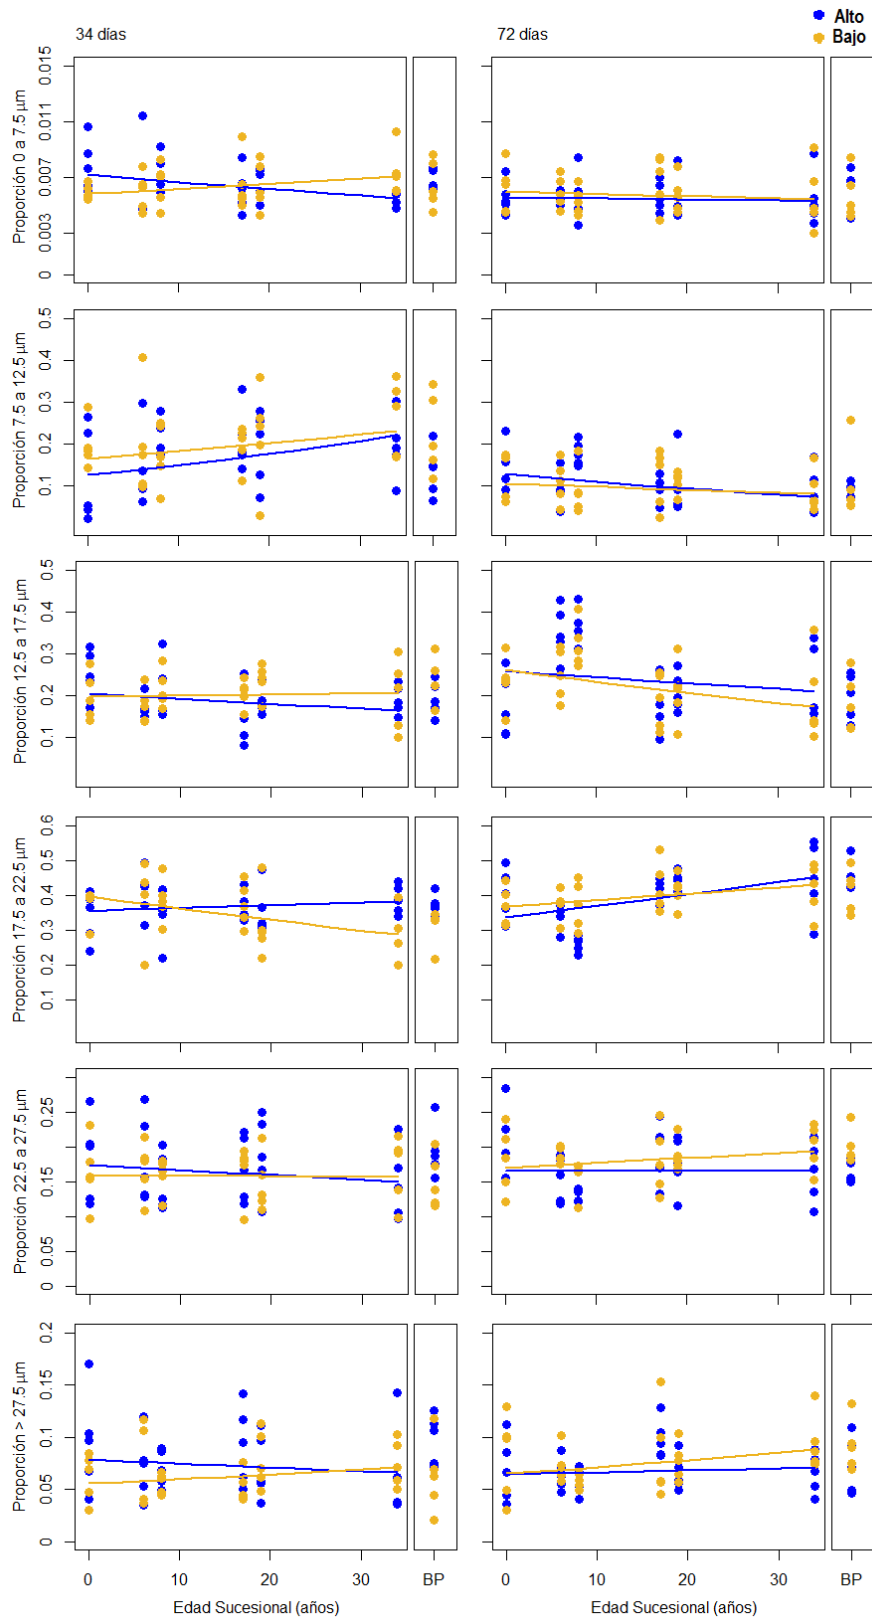 Alto
Bajo
34 días
72 días
Proporción 0 a 7.5 µm
0.015
0.011
0.007
0.003
0
0 10 20 30 BP
0 10 20 30 BP
Proporción 7.5 a 12.5 µm
0.5
0.4
0.3
0.2
0.1
Proporción 12.5 a 17.5 µm
0.5
0.4
0.3
0.2
0.1
Proporción 17.5 a 22.5 µm
0.6
0.5
0.4
0.3
0.2
0.1
Proporción 22.5 a 27.5 µm
0.25
0.15
0.05
0
Proporción > 27.5 µm
0.2
0.15
0.1
0.05
0
Edad Sucesional (años)
Edad Sucesional (años)